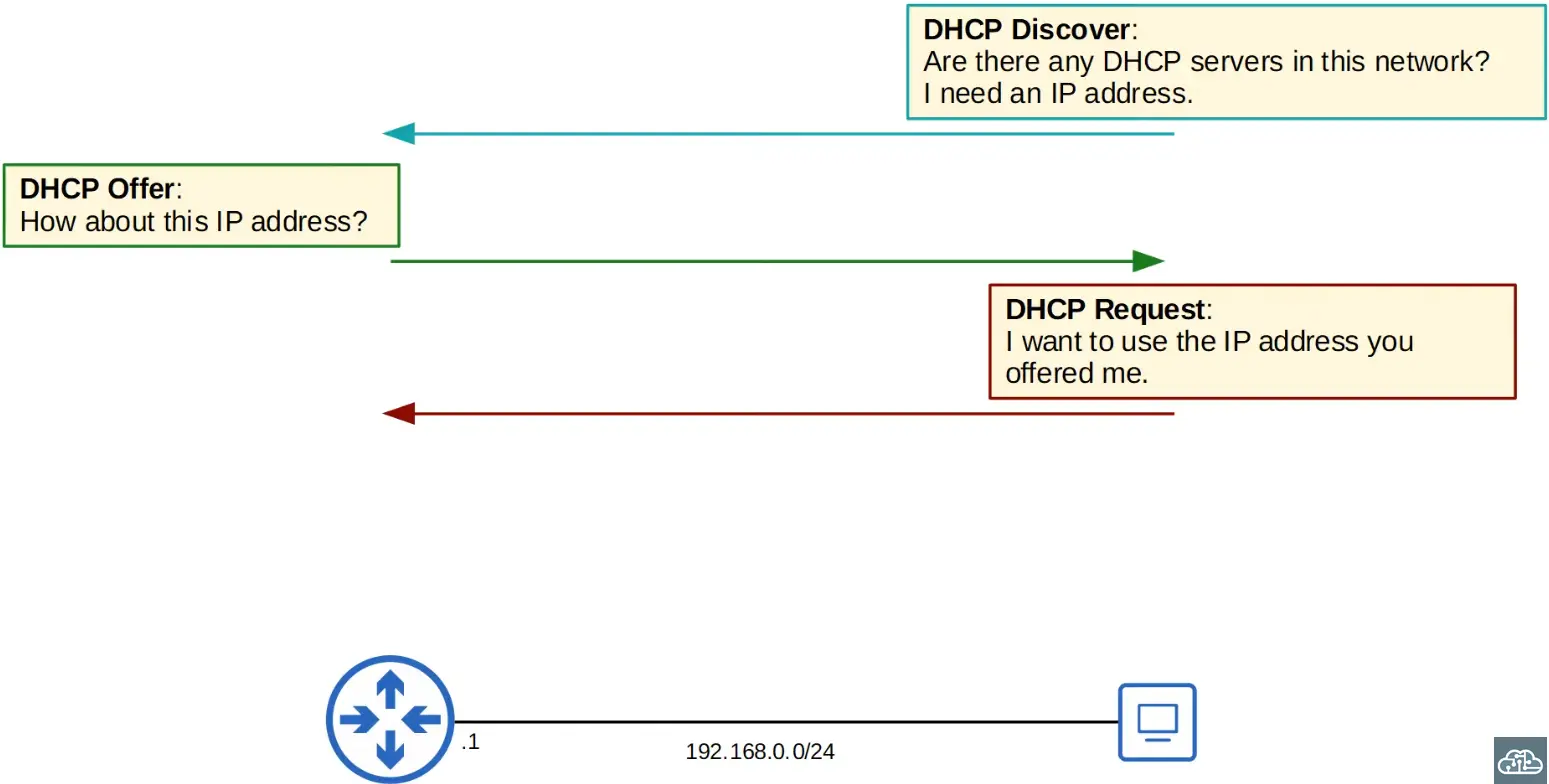 DHCP Discover:
Are there any DHCP servers in this network?
I need an IP address.
DHCP Offer:
How about this IP address?
DHCP Request:
I want to use the IP address you
offered me.
.1
192.168.0.0/24